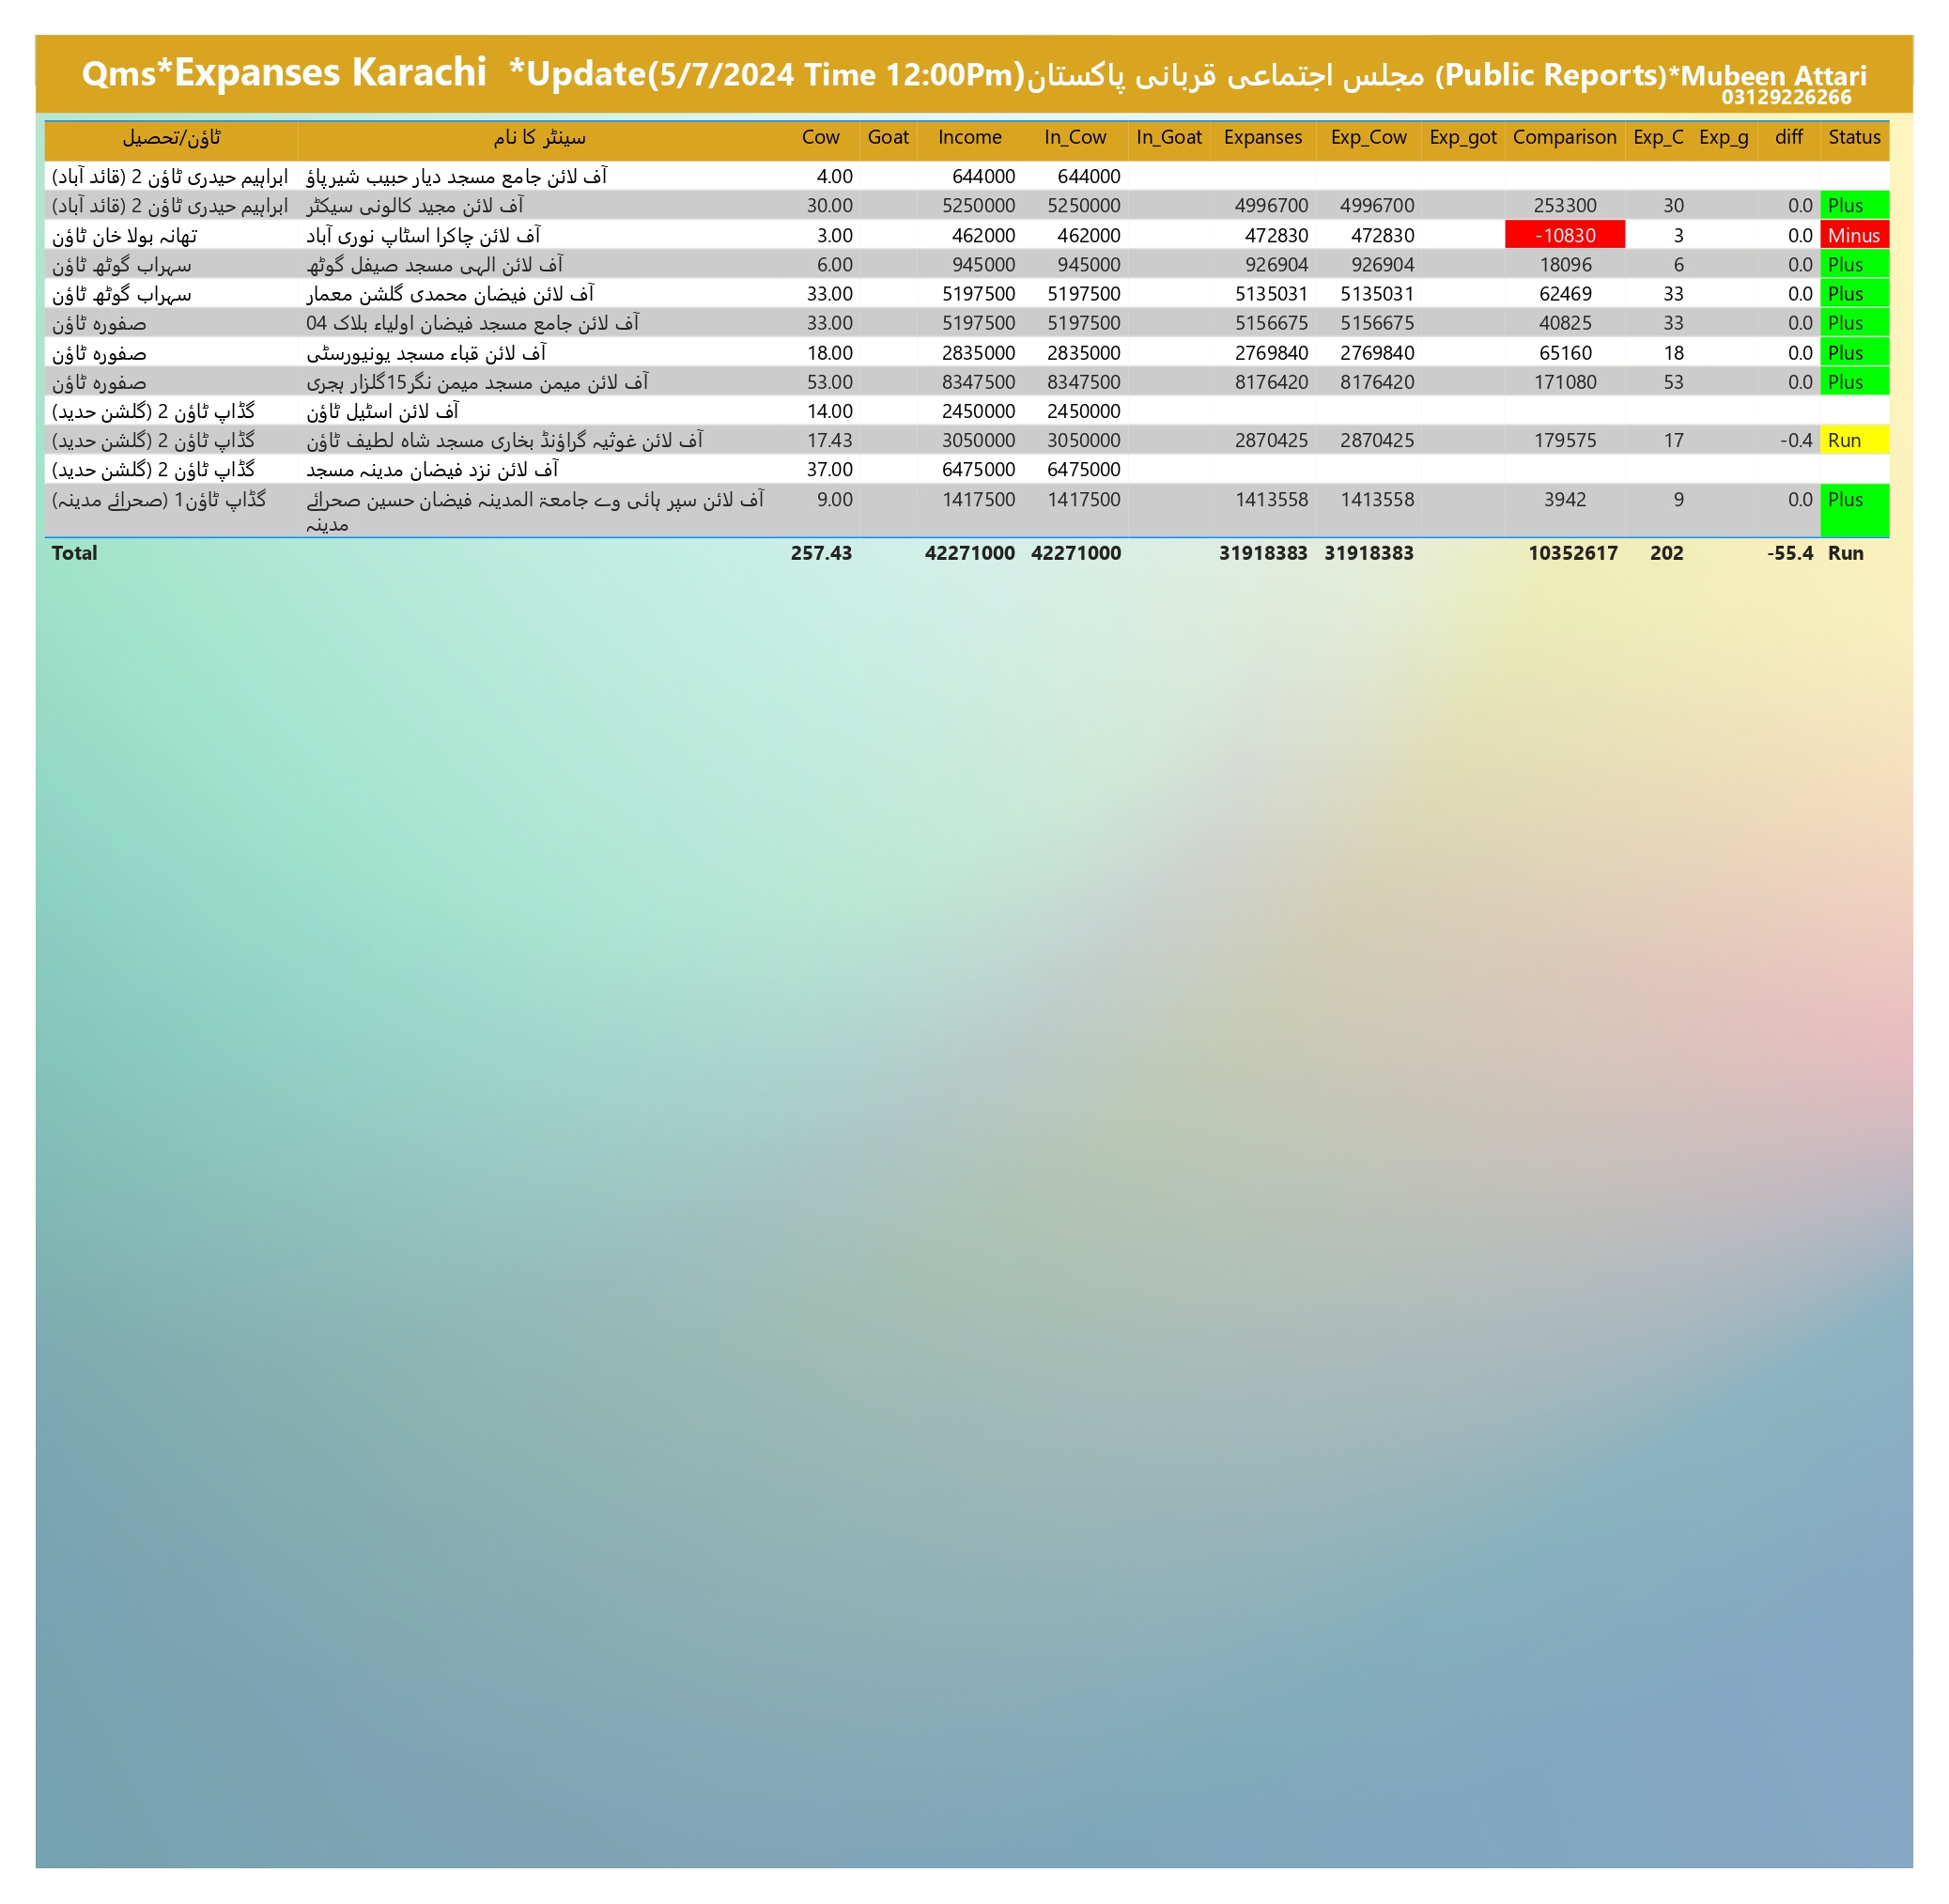 Qms*Expanses Karachi *Update(5/7/2024 Time 12:00Pm)مجلس اجتماعی قربانی پاکستان (Public Reports)*Mubeen Attari
03129226266
ٹاؤن/تحصیل سینٹر کا نام Cow Goat Income In_Cow In_Goat Expanses Exp_Cow Exp_got Comparison Exp_C Exp_g diff Status
ابراہیم حیدری ٹاؤن 2 (قائد آباد) آف لائن جامع مسجد دیار حبیب شیرپاؤ 4.00 644000 644000
ابراہیم حیدری ٹاؤن 2 (قائد آباد) آف لائن مجید کالونی سیکٹر 30.00 5250000 5250000 4996700 4996700 253300 30 0.0 Plus
تھانہ بولا خان ٹاؤن آف لائن چاکرا اسٹاپ نوری آباد 3.00 462000 462000 472830 472830 -10830 3 0.0 Minus
سہراب گوٹھ ٹاؤن آف لائن الہی مسجد صیفل گوٹھ 6.00 945000 945000 926904 926904 18096 6 0.0 Plus
سہراب گوٹھ ٹاؤن آف لائن فیضان محمدی گلشن معمار 33.00 5197500 5197500 5135031 5135031 62469 33 0.0 Plus
صفورہ ٹاؤن آف لائن جامع مسجد فیضان اولیاء بلاک 04 33.00 5197500 5197500 5156675 5156675 40825 33 0.0 Plus
صفورہ ٹاؤن آف لائن قباء مسجد یونیورسٹی 18.00 2835000 2835000 2769840 2769840 65160 18 0.0 Plus
صفورہ ٹاؤن آف لائن میمن مسجد میمن نگر15گلزار ہجری 53.00 8347500 8347500 8176420 8176420 171080 53 0.0 Plus
گڈاپ ٹاؤن 2 (گلشن حدید) آف لائن اسٹیل ٹاؤن 14.00 2450000 2450000
گڈاپ ٹاؤن 2 (گلشن حدید) آف لائن غوثیہ گراؤنڈ بخاری مسجد شاہ لطیف ٹاؤن 17.43 3050000 3050000 2870425 2870425 179575 17 -0.4 Run
گڈاپ ٹاؤن 2 (گلشن حدید) آف لائن نزد فیضان مدینہ مسجد 37.00 6475000 6475000
گڈاپ ٹاؤن1 (صحرائے مدینہ) آف لائن سپر ہائی وے جامعۃ المدینہ فیضان حسین صحرائے 9.00 1417500 1417500 1413558 1413558 3942 9 0.0 Plus
مدینہ
Total 257.43 42271000 42271000 31918383 31918383 10352617 202 -55.4 Run